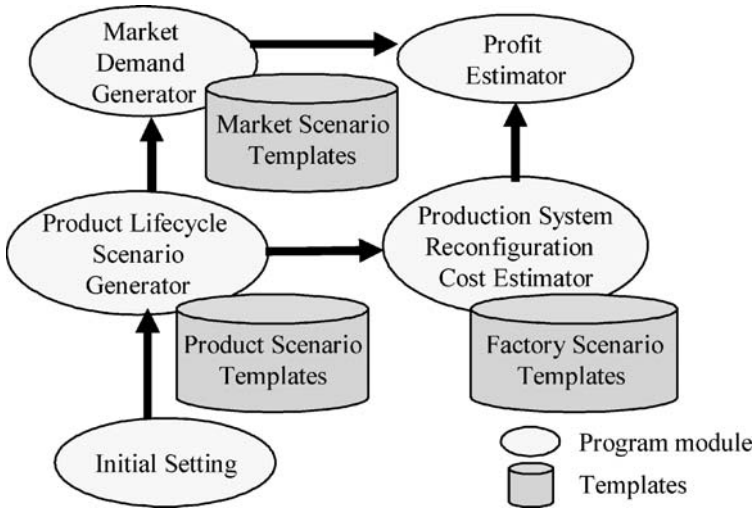 Market
Demand
Generator
Profit
Estimator
Market Scenario
Templates
Product Lifecycle
Scenario
Generator
Production System
Reconfiguration
Cost Estimator
Product Scenario
Templates
Factory Scenario
Templates
Initial Setting
Program module
Templates